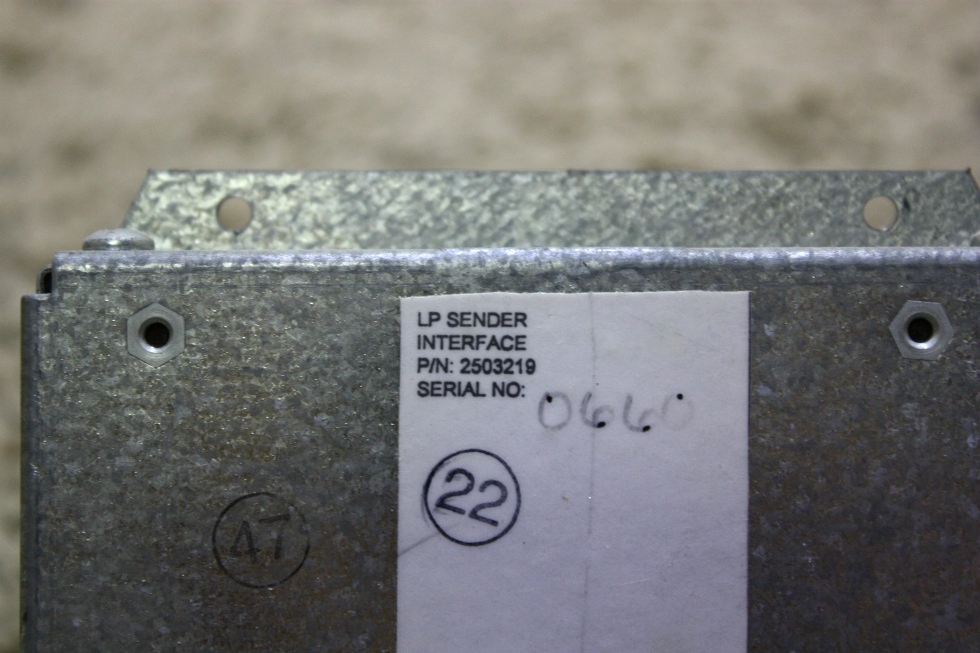 LP SENDER
INTERFACE
P/N: 2503219
SERIAL NO:
0660
22
47